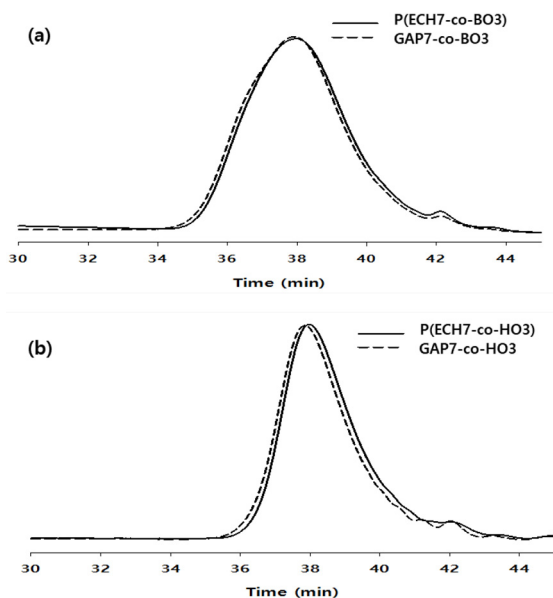 (a)
P(ECH7-co-BO3)
GAP7-co-BO3
30 32 34 36 38 40 42 44
Time (min)
(b)
P(ECH7-co-HO3)
GAP7-co-HO3
30 32 34 36 38 40 42 44
Time (min)